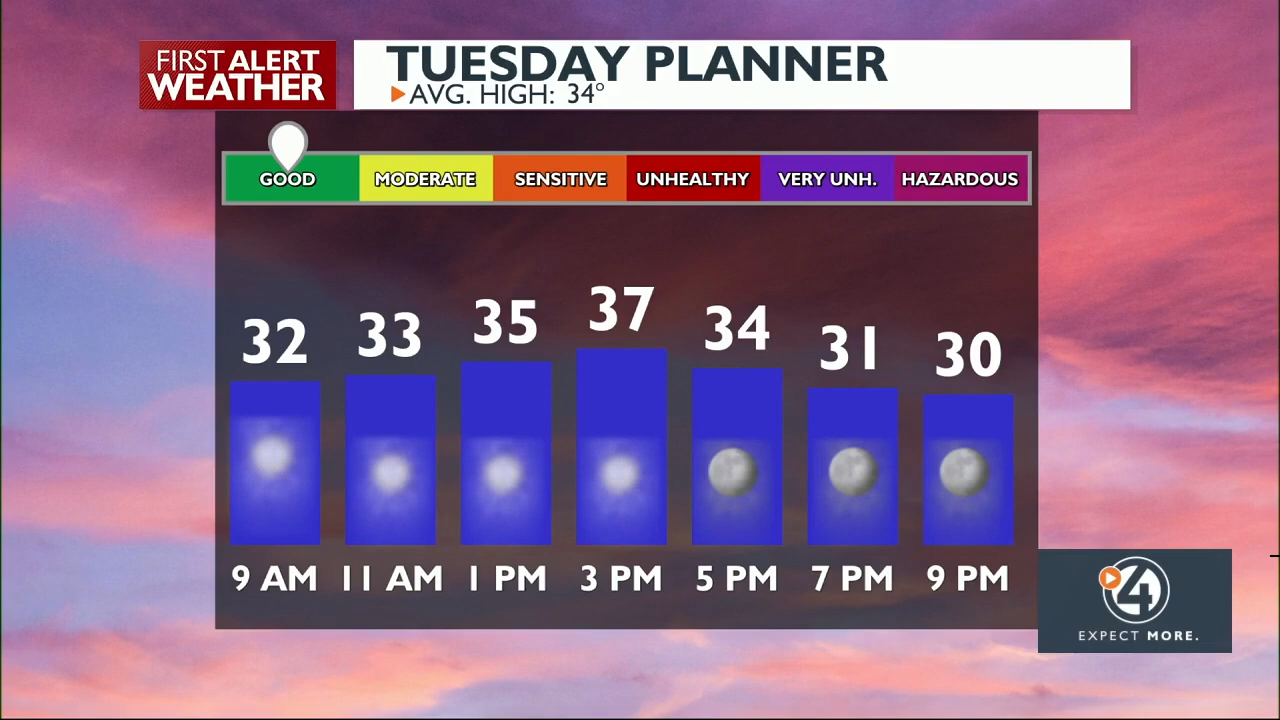 FIRST ALERT
WEATHER
TUESDAY PLANNER
AVG. HIGH: 34°
GOOD MODERATE SENSITIVE UNHEALTHY VERY UNH. HAZARDOUS
32 33 35 37 34 31 30
9 AM 11 AM 1 PM 3 PM 5 PM 7 PM 9 PM
4
EXPECT MORE.